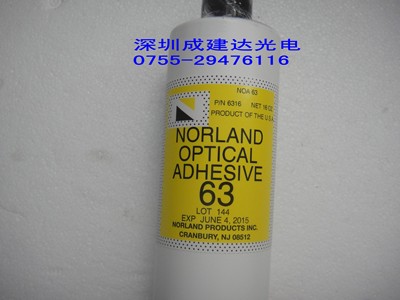 深圳成建达光电
0755-29476116
NOA 63
P/N 6316 NET 16 OZ
PRODUCT OF THE U.S.A.
NORLAND
OPTICAL
ADHESIVE
63
LOT 144
EXP JUNE 4, 2015
NORLAND PRODUCTS INC.
CRANBURY, NJ 08512